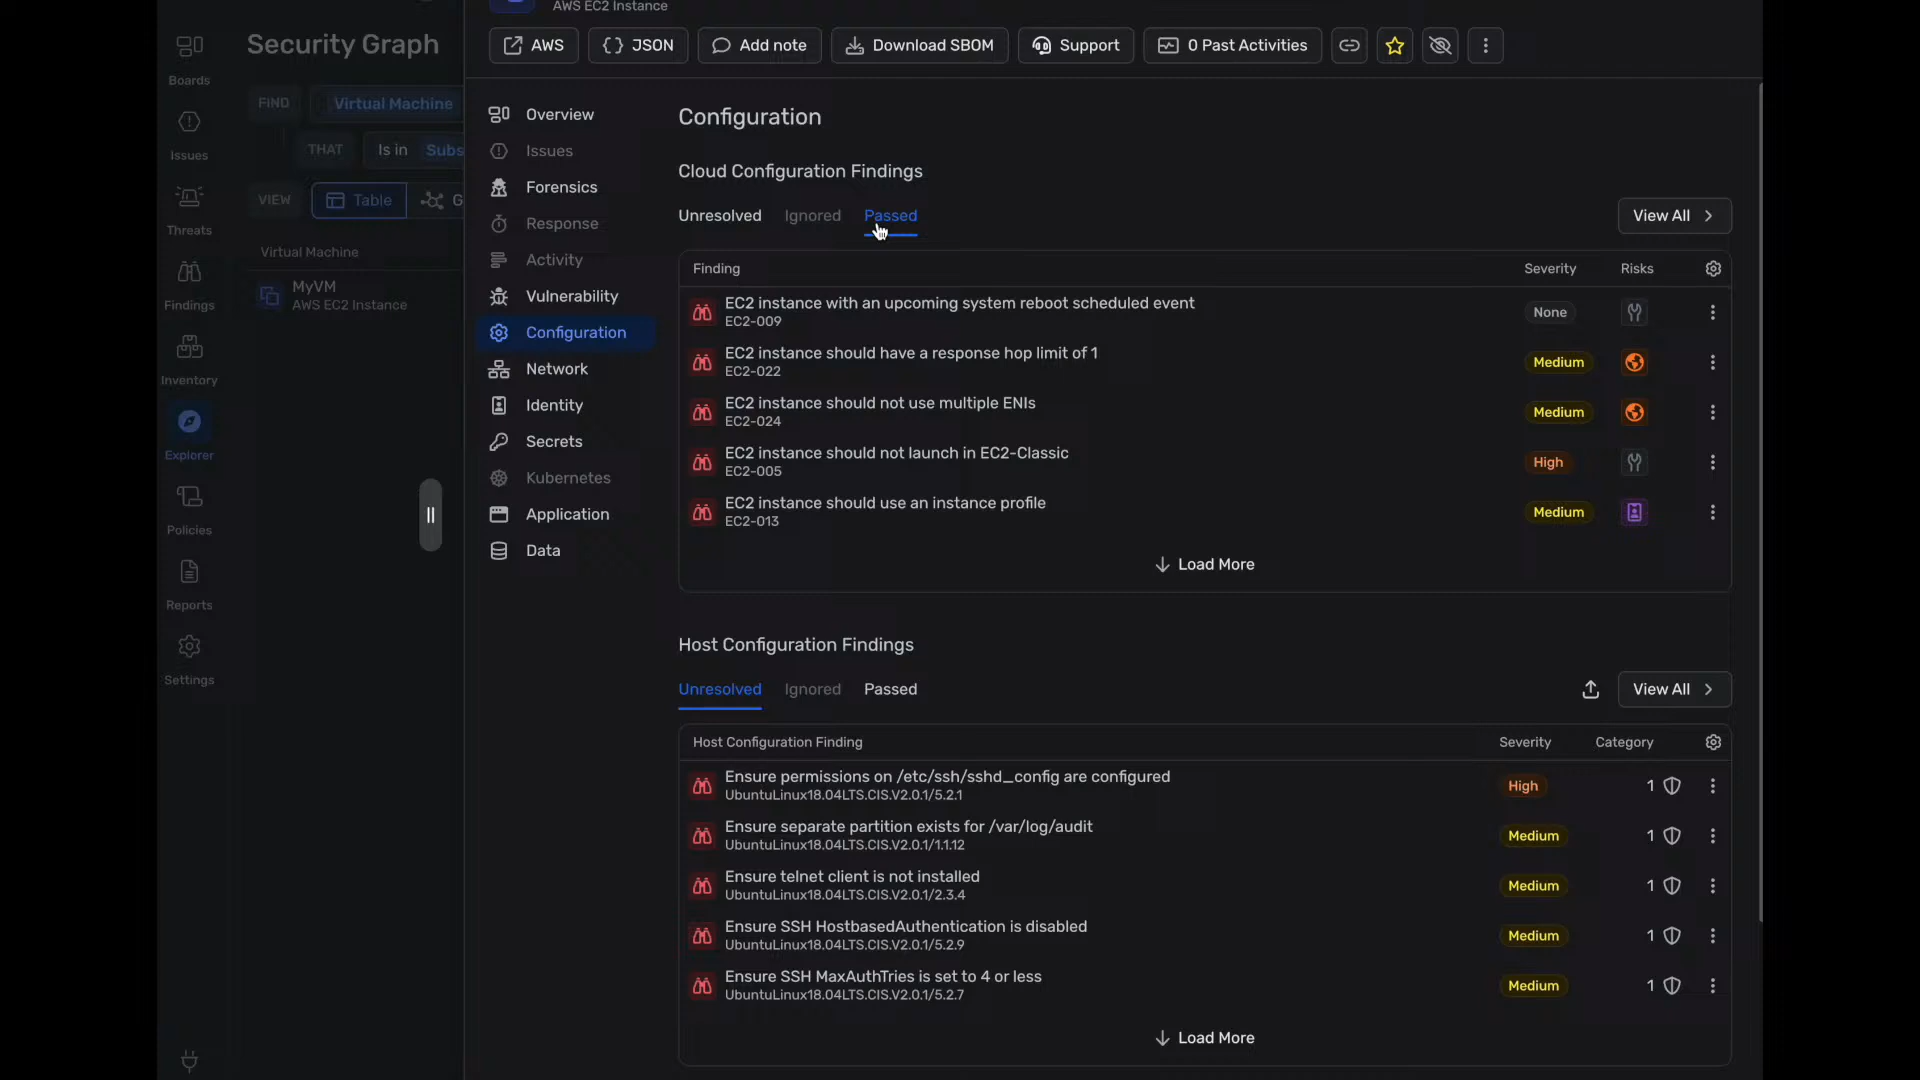 AWS EC2 Instance
Security Graph
AWS
JSON
Add note
Download SBOM
Support
0 Past Activities
Boards
Issues
Threats
Findings
Inventory
Explorer
Policies
Reports
Settings
FIND
Virtual Machine
THAT
Is in
Subs
VIEW
Table
G
Virtual Machine
MyVM
AWS EC2 Instance
Overview
Issues
Forensics
Response
Activity
Vulnerability
Configuration
Network
Identity
Secrets
Kubernetes
Application
Data
Configuration
Cloud Configuration Findings
Unresolved Ignored Passed
View All
Finding Severity Risks
EC2 instance with an upcoming system reboot scheduled event
EC2-009
None
EC2 instance should have a response hop limit of 1
EC2-022
Medium
EC2 instance should not use multiple ENIs
EC2-024
Medium
EC2 instance should not launch in EC2-Classic
EC2-005
High
EC2 instance should use an instance profile
EC2-013
Medium
Load More
Host Configuration Findings
Unresolved Ignored Passed
View All
Host Configuration Finding Severity Category
Ensure permissions on /etc/ssh/sshd_config are configured
UbuntuLinux18.04LTS.CIS.V2.0.1/5.2.1
High 1
Ensure separate partition exists for /var/log/audit
UbuntuLinux18.04LTS.CIS.V2.0.1/1.1.12
Medium 1
Ensure telnet client is not installed
UbuntuLinux18.04LTS.CIS.V2.0.1/2.3.4
Medium 1
Ensure SSH HostbasedAuthentication is disabled
UbuntuLinux18.04LTS.CIS.V2.0.1/5.2.9
Medium 1
Ensure SSH MaxAuthTries is set to 4 or less
UbuntuLinux18.04LTS.CIS.V2.0.1/5.2.7
Medium 1
Load More